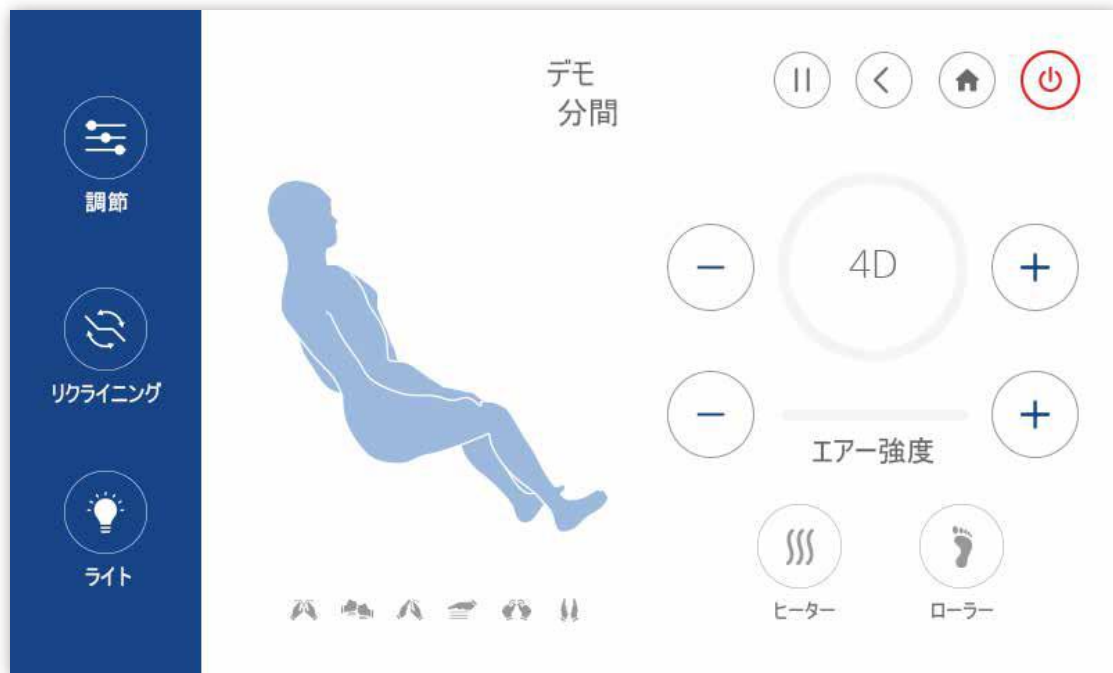 デモ
分間
調節
リクライニング
ライト
4D
エアー強度
ヒーター
ローラー